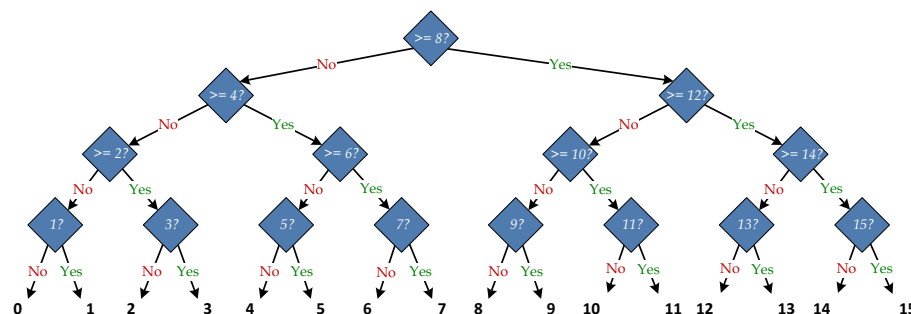 >= 8?
No Yes
>= 4? >= 12?
No Yes No Yes
>= 2? >= 6? >= 10? >= 14?
No Yes No Yes No Yes No Yes
1? 3? 5? 7? 9? 11? 13? 15?
No Yes No Yes No Yes No Yes No Yes No Yes No Yes No Yes
0 1 2 3 4 5 6 7 8 9 10 11 12 13 14 15